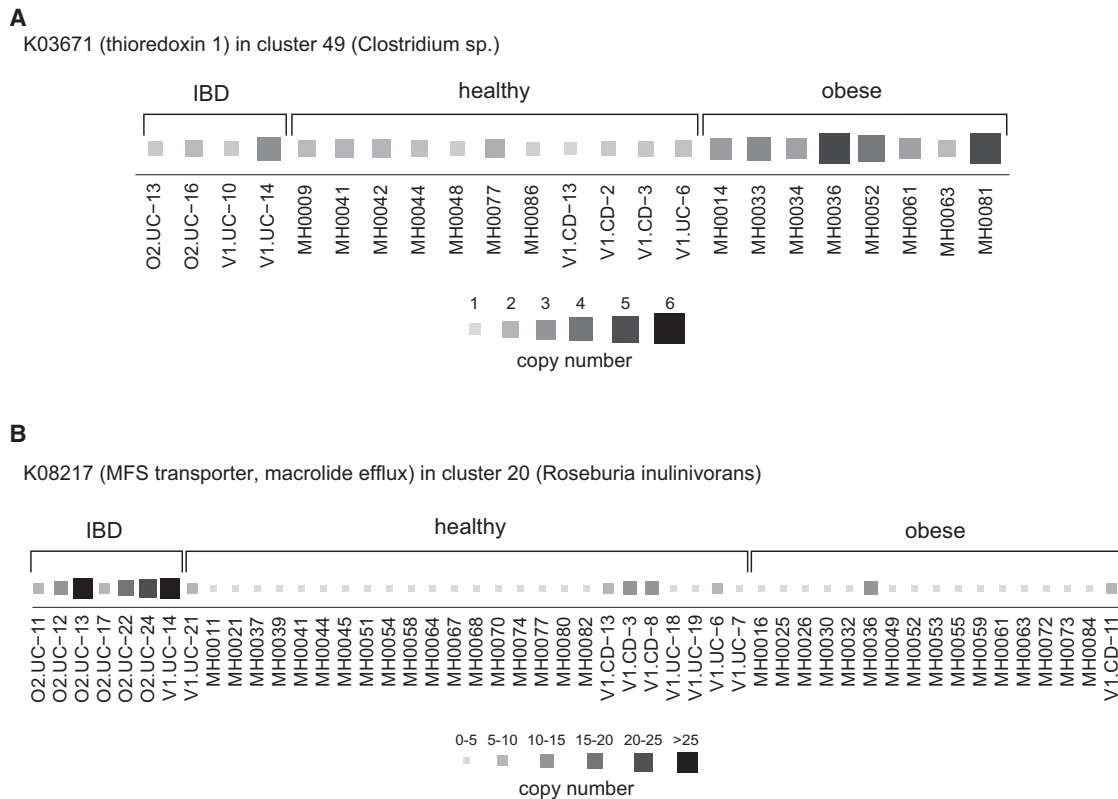 A
K03671 (thioredoxin 1) in cluster 49 (Clostridium sp.)
IBD healthy obese
O2.UC−13 O2.UC−16 V1.UC−10 V1.UC−14 MH0009 MH0041 MH0042 MH0044 MH0048 MH0077 MH0086 V1.CD−13 V1.CD−2 V1.CD−3 V1.UC−6 MH0014 MH0033 MH0034 MH0036 MH0052 MH0061 MH0063 MH0081
1 2 3 4 5 6
copy number
B
K08217 (MFS transporter, macrolide efflux) in cluster 20 (Roseburia inulinivorans)
IBD healthy obese
O2.UC−11 O2.UC−12 O2.UC−13 O2.UC−17 O2.UC−22 O2.UC−24 V1.UC−14 V1.UC−21 MH0011 MH0021 MH0037 MH0039 MH0041 MH0044 MH0045 MH0051 MH0054 MH0058 MH0064 MH0067 MH0068 MH0070 MH0074 MH0077 MH0080 MH0082 V1.CD−13 V1.CD−3 V1.CD−8 V1.UC−18 V1.UC−19 V1.UC−6 V1.UC−7 MH0016 MH0025 MH0026 MH0030 MH0032 MH0036 MH0049 MH0052 MH0053 MH0055 MH0059 MH0061 MH0063 MH0072 MH0073 MH0084 V1.CD−11
0-5 5-10 10-15 15-20 20-25 >25
copy number